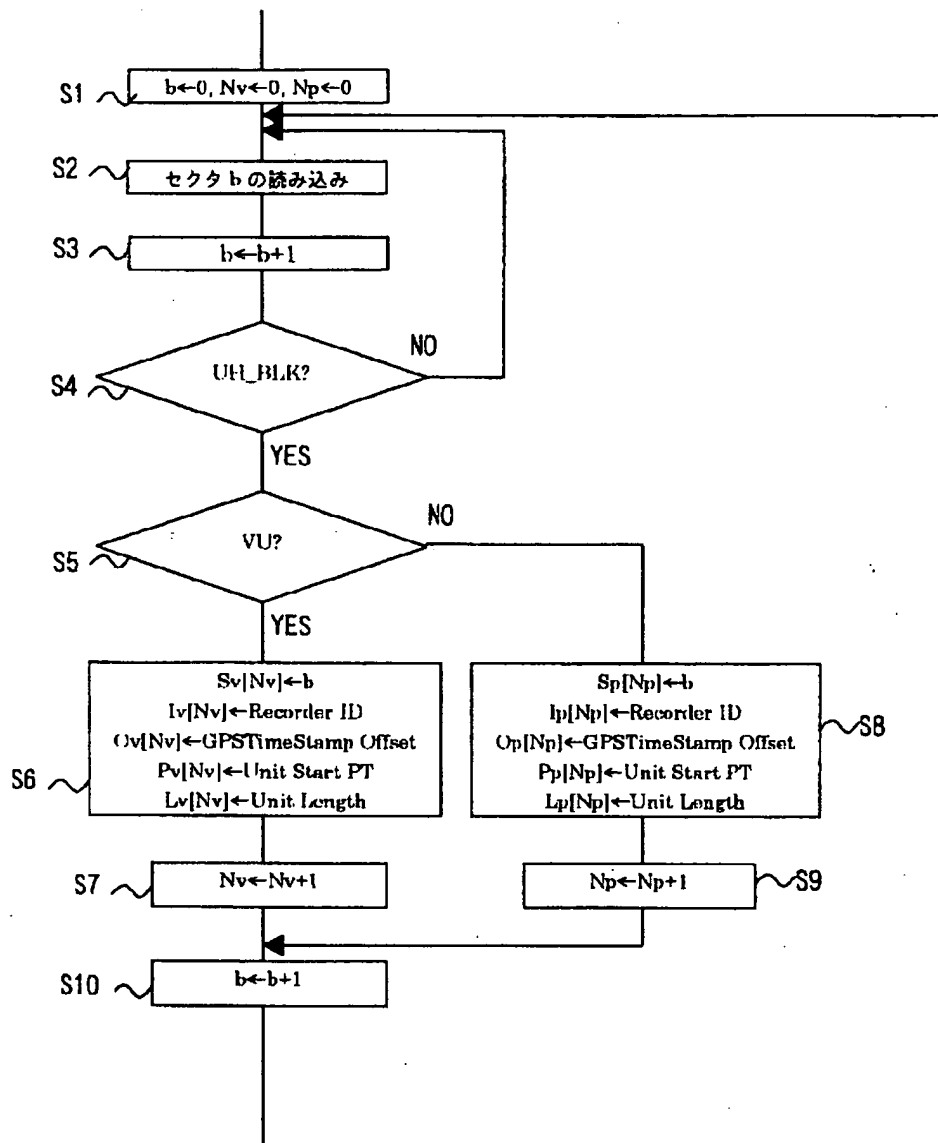 S1
b←0, Nv←0, Np←0
S2
セクタ b の読み込み
S3
b←b+1
NO
UH_BLK?
S4
YES
NO
VU?
S5
YES
Sv[Nv]←b
Iv[Nv]←Recorder ID
Ov[Nv]←GPSTimeStamp Offset
Pv[Nv]←Unit Start PT
Lv[Nv]←Unit Length
S6
Sp[Np]←b
Ip[Np]←Recorder ID
Op[Np]←GPSTimeStamp Offset
Pp[Np]←Unit Start PT
Lp[Np]←Unit Length
S8
S7
Nv←Nv+1
Np←Np+1
S9
S10
b←b+1